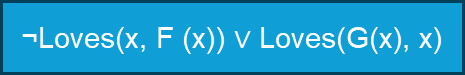 ¬Loves(x, F (x)) ∨ Loves(G(x), x)